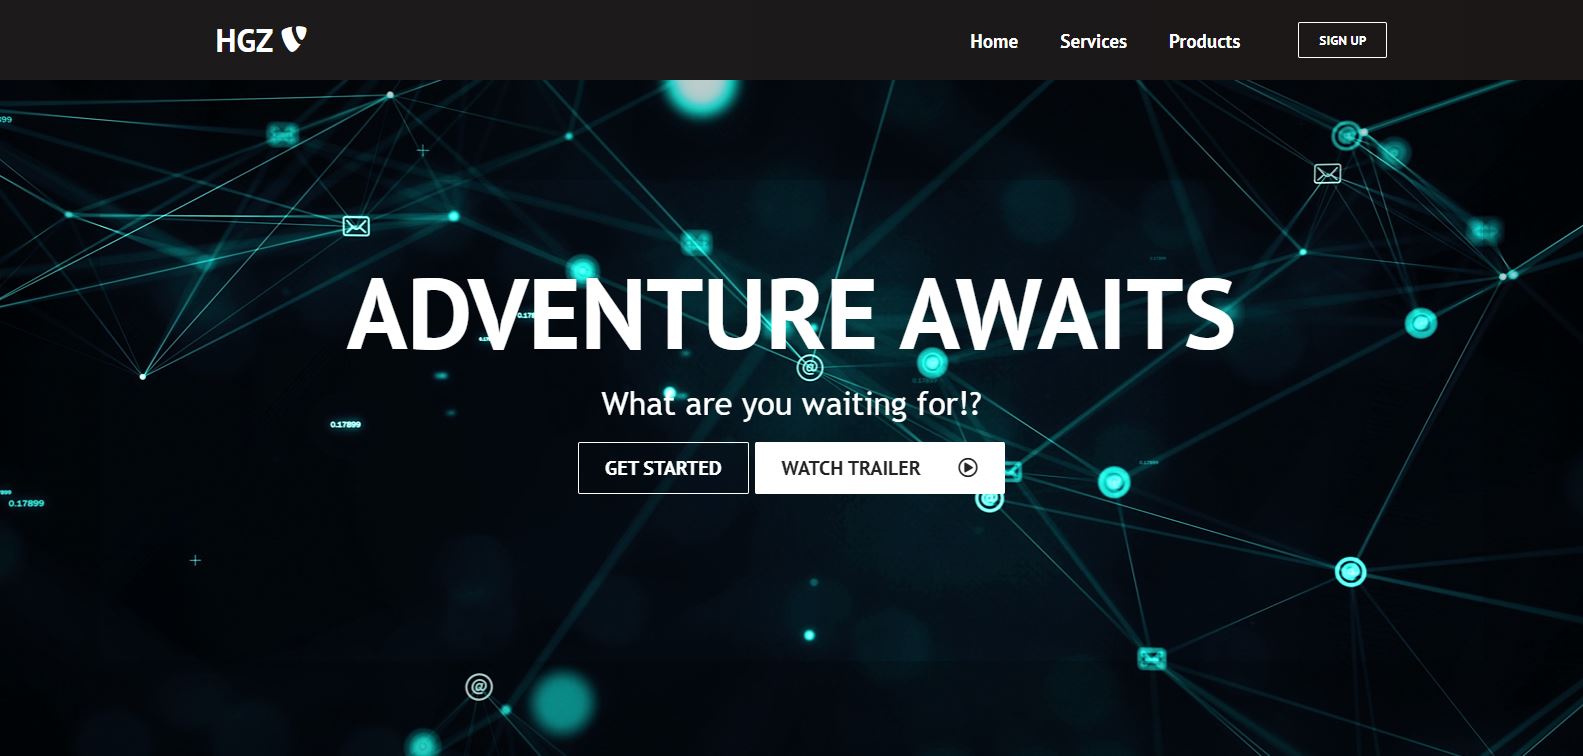 HGZ
Home Services Products SIGN UP
899
ADVENTURE AWAITS
0.17899
What are you waiting for!?
0.17899
GET STARTED WATCH TRAILER
0.17899